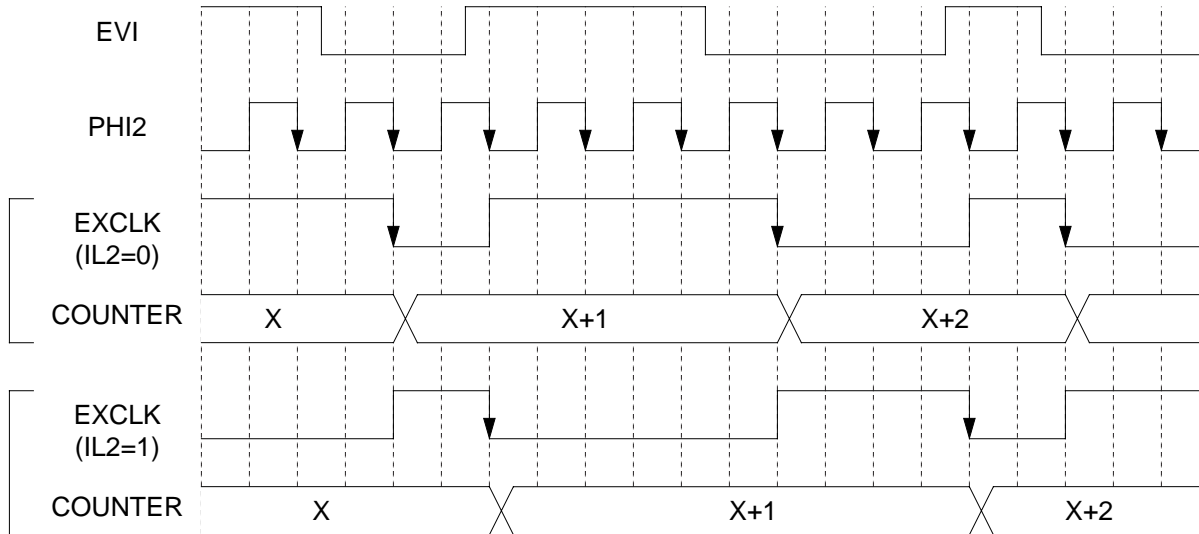 EVI
PHI2
EXCLK
(IL2=0)
COUNTER
X
X+1
X+2
EXCLK
(IL2=1)
COUNTER
X
X+1
X+2